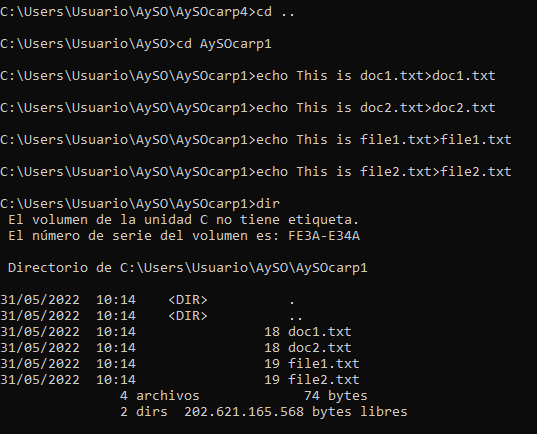 C:\Users\Usuario\AySO\AySOcarp4>cd ..
C:\Users\Usuario\AySO>cd AySOcarp1
C:\Users\Usuario\AySO\AySOcarp1>echo This is doc1.txt>doc1.txt
C:\Users\Usuario\AySO\AySOcarp1>echo This is doc2.txt>doc2.txt
C:\Users\Usuario\AySO\AySOcarp1>echo This is file1.txt>file1.txt
C:\Users\Usuario\AySO\AySOcarp1>echo This is file2.txt>file2.txt
C:\Users\Usuario\AySO\AySOcarp1>dir
El volumen de la unidad C no tiene etiqueta.
El número de serie del volumen es: FE3A-E34A
Directorio de C:\Users\Usuario\AySO\AySOcarp1
31/05/2022  10:14    <DIR>          .
31/05/2022  10:14    <DIR>          ..
31/05/2022  10:14                18 doc1.txt
31/05/2022  10:14                18 doc2.txt
31/05/2022  10:14                19 file1.txt
31/05/2022  10:14                19 file2.txt
4 archivos             74 bytes
2 dirs  202.621.165.568 bytes libres